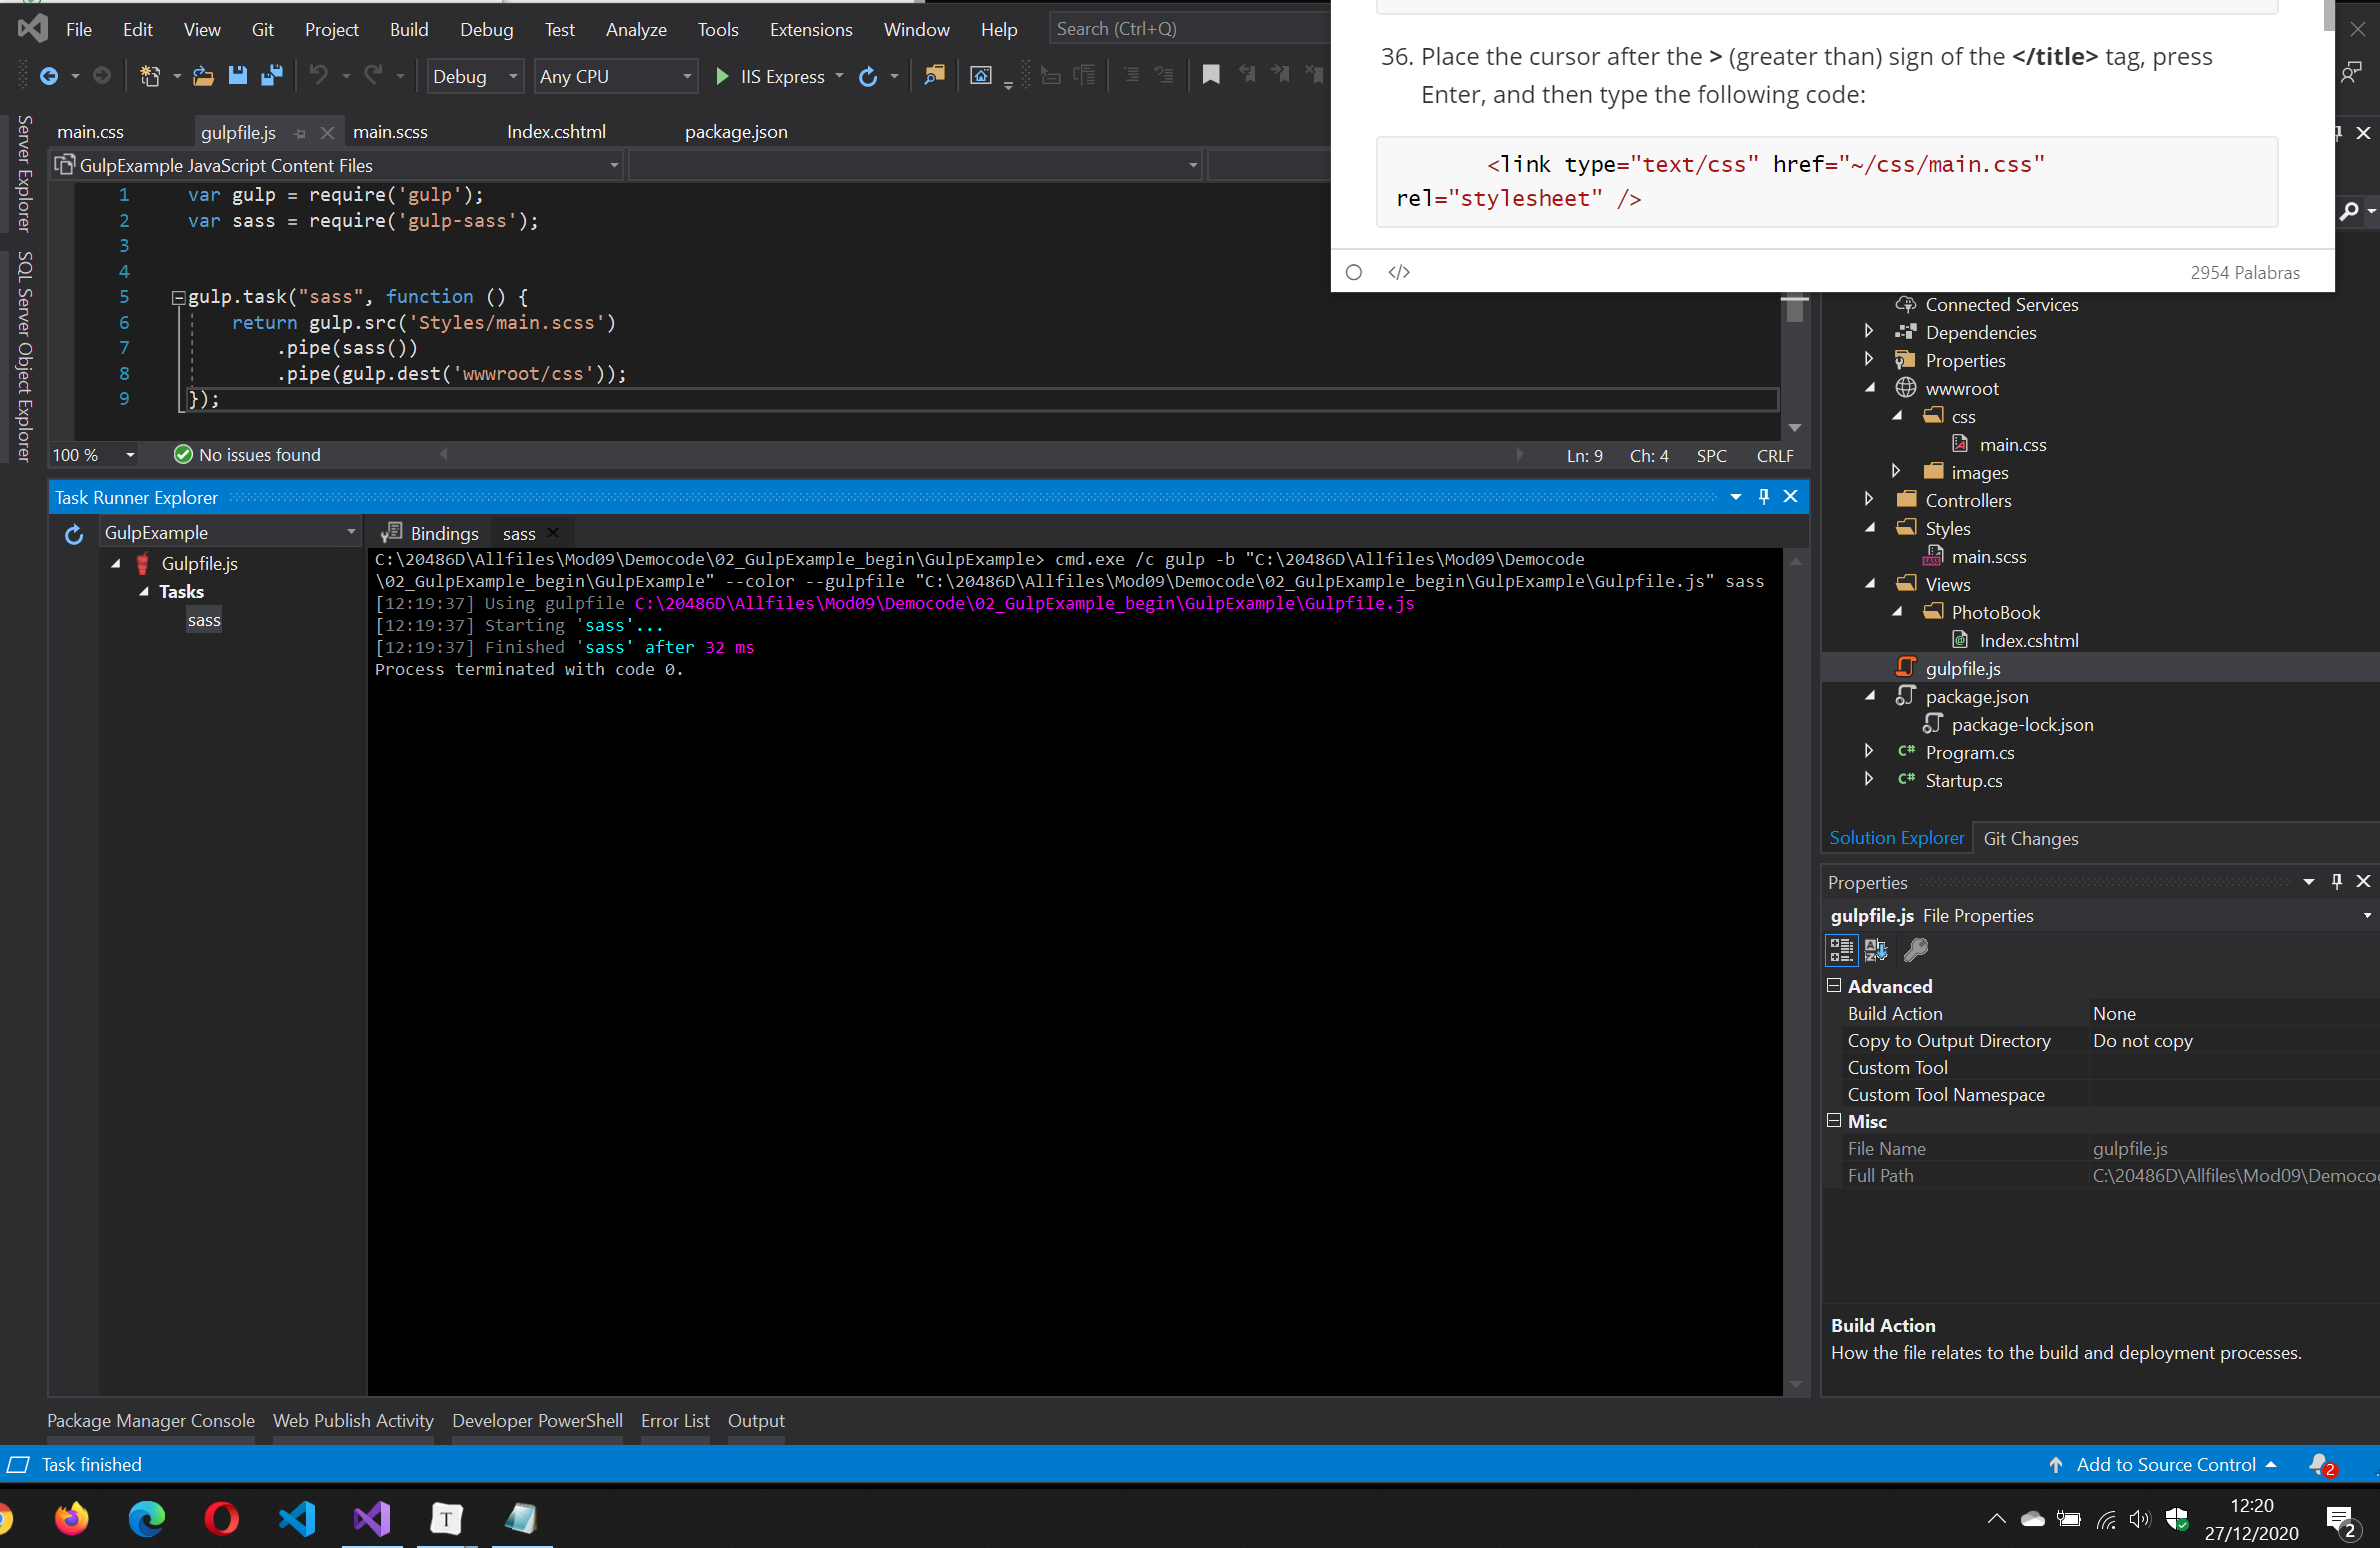 File Edit View Git Project Build Debug Test Analyze Tools Extensions Window Help Search (Ctrl+Q)
Debug Any CPU IIS Express
36. Place the cursor after the > (greater than) sign of the </title> tag, press
Enter, and then type the following code:
<link type="text/css" href="~/css/main.css"
rel="stylesheet" />
2954 Palabras
Server Explorer
SQL Server Object Explorer
main.css gulpfile.js main.scss Index.cshtml package.json
GulpExample JavaScript Content Files
1 var gulp = require('gulp');
2 var sass = require('gulp-sass');
3
4
5 gulp.task("sass", function () {
6 return gulp.src('Styles/main.scss')
7 .pipe(sass())
8 .pipe(gulp.dest('wwwroot/css'));
9 });
100 % No issues found Ln: 9 Ch: 4 SPC CRLF
Task Runner Explorer
GulpExample
Gulpfile.js
Tasks
sass
Bindings sass
C:\20486D\Allfiles\Mod09\Democode\02_GulpExample_begin\GulpExample> cmd.exe /c gulp -b "C:\20486D\Allfiles\Mod09\Democode
\02_GulpExample_begin\GulpExample" --color --gulpfile "C:\20486D\Allfiles\Mod09\Democode\02_GulpExample_begin\GulpExample\Gulpfile.js" sass
[12:19:37] Using gulpfile C:\20486D\Allfiles\Mod09\Democode\02_GulpExample_begin\GulpExample\Gulpfile.js
[12:19:37] Starting 'sass'...
[12:19:37] Finished 'sass' after 32 ms
Process terminated with code 0.
Connected Services
Dependencies
Properties
wwwroot
css
main.css
images
Controllers
Styles
main.scss
Views
PhotoBook
Index.cshtml
gulpfile.js
package.json
package-lock.json
C# Program.cs
C# Startup.cs
Solution Explorer Git Changes
Properties
gulpfile.js File Properties
Advanced
Build Action None
Copy to Output Directory Do not copy
Custom Tool
Custom Tool Namespace
Misc
File Name gulpfile.js
Full Path C:\20486D\Allfiles\Mod09\Democo
Build Action
How the file relates to the build and deployment processes.
Package Manager Console Web Publish Activity Developer PowerShell Error List Output
Task finished Add to Source Control 2
T
12:20
27/12/2020
2